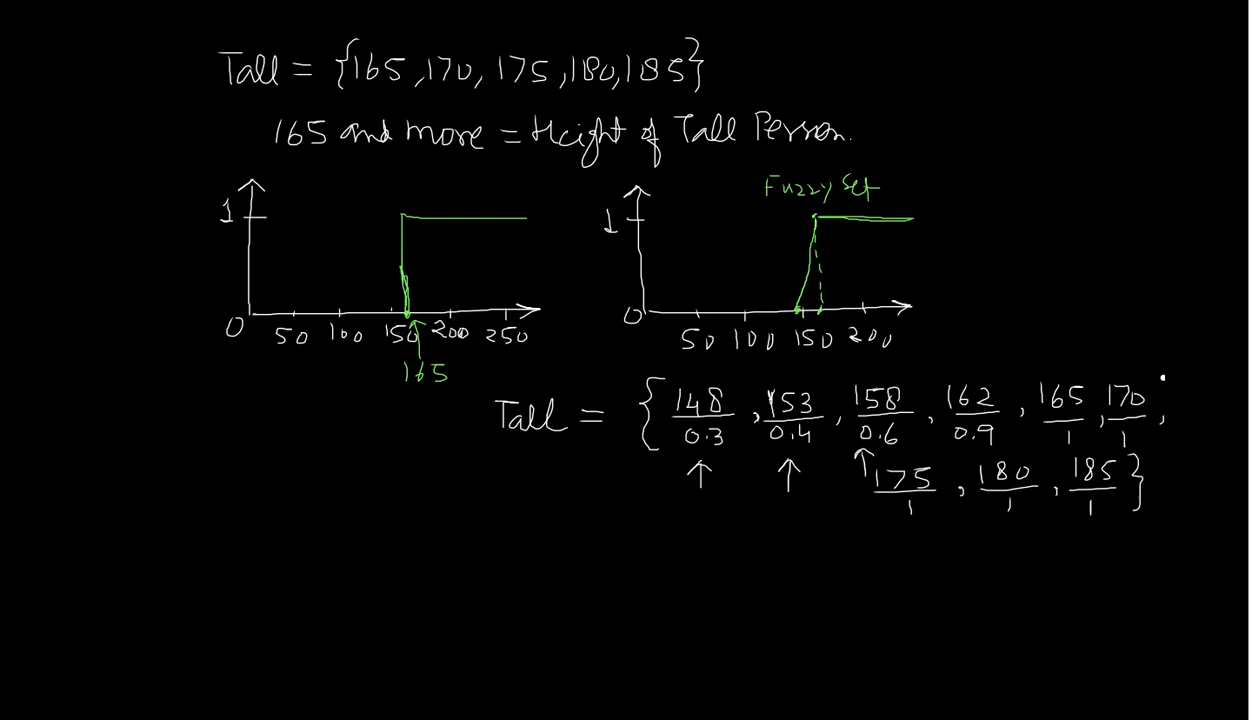 Tall = {165, 170, 175, 180, 185}
165 and more = Height of Tall Person.
Fuzzy Set
1
1
0 50 100 150 200 250
0 50 100 150 200
165
Tall = { 148/0.3, 153/0.4, 158/0.6, 162/0.9, 165/1, 170/1,
175/1, 180/1, 185/1 }